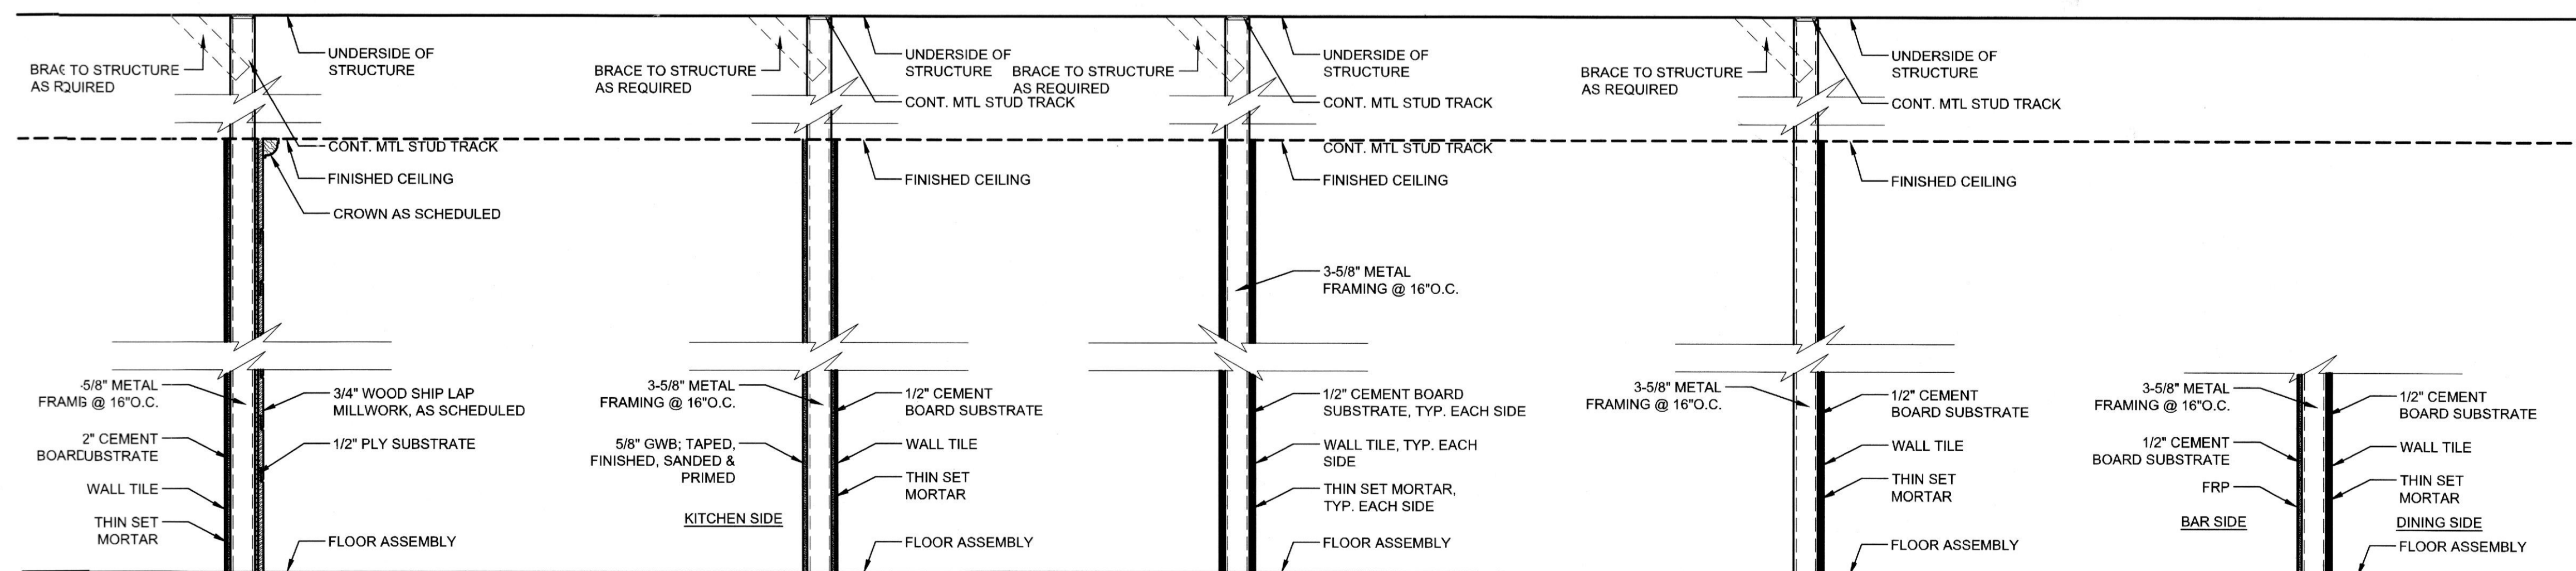 BRAC TO STRUCTURE
AS RQUIRED
UNDERSIDE OF
STRUCTURE
CONT. MTL STUD TRACK
FINISHED CEILING
CROWN AS SCHEDULED
5/8" METAL
FRAMB @ 16"O.C.
3/4" WOOD SHIP LAP
MILLWORK, AS SCHEDULED
2" CEMENT
BOARDUBSTRATE
1/2" PLY SUBSTRATE
WALL TILE
THIN SET
MORTAR
FLOOR ASSEMBLY
BRACE TO STRUCTURE
AS REQUIRED
UNDERSIDE OF
STRUCTURE
CONT. MTL STUD TRACK
FINISHED CEILING
3-5/8" METAL
FRAMING @ 16"O.C.
1/2" CEMENT
BOARD SUBSTRATE
5/8" GWB; TAPED,
FINISHED, SANDED &
PRIMED
WALL TILE
THIN SET
MORTAR
KITCHEN SIDE
FLOOR ASSEMBLY
BRACE TO STRUCTURE
AS REQUIRED
UNDERSIDE OF
STRUCTURE
CONT. MTL STUD TRACK
CONT. MTL STUD TRACK
FINISHED CEILING
3-5/8" METAL
FRAMING @ 16"O.C.
1/2" CEMENT BOARD
SUBSTRATE, TYP. EACH SIDE
WALL TILE, TYP. EACH
SIDE
THIN SET MORTAR,
TYP. EACH SIDE
FLOOR ASSEMBLY
BRACE TO STRUCTURE
AS REQUIRED
UNDERSIDE OF
STRUCTURE
CONT. MTL STUD TRACK
FINISHED CEILING
3-5/8" METAL
FRAMING @ 16"O.C.
1/2" CEMENT
BOARD SUBSTRATE
WALL TILE
THIN SET
MORTAR
FLOOR ASSEMBLY
3-5/8" METAL
FRAMING @ 16"O.C.
1/2" CEMENT
BOARD SUBSTRATE
FRP
BAR SIDE
1/2" CEMENT
BOARD SUBSTRATE
WALL TILE
THIN SET
MORTAR
DINING SIDE
FLOOR ASSEMBLY